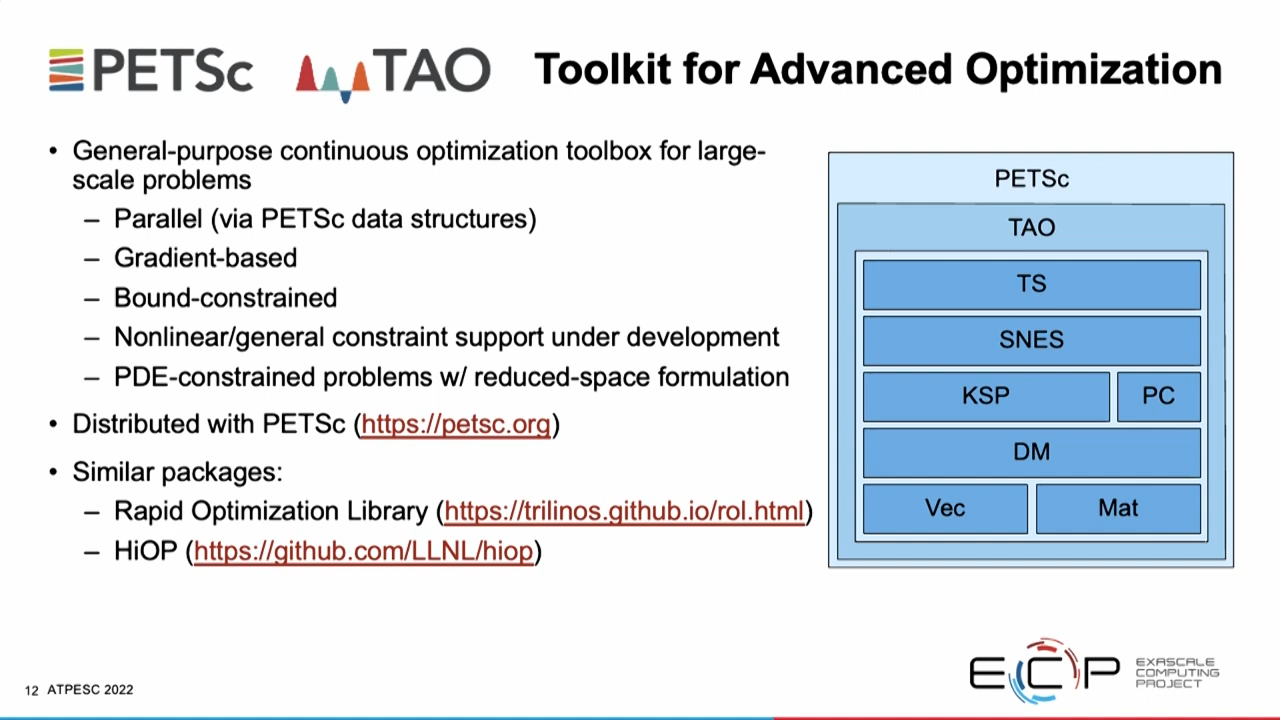 PETSc TAO Toolkit for Advanced Optimization
• General-purpose continuous optimization toolbox for large-
scale problems
– Parallel (via PETSc data structures)
– Gradient-based
– Bound-constrained
– Nonlinear/general constraint support under development
– PDE-constrained problems w/ reduced-space formulation
• Distributed with PETSc (https://petsc.org)
• Similar packages:
– Rapid Optimization Library (https://trilinos.github.io/rol.html)
– HiOP (https://github.com/LLNL/hiop)
PETSc
TAO
TS
SNES
KSP PC
DM
Vec Mat
12 ATPESC 2022
ECP
EXASCALE
COMPUTING
PROJECT